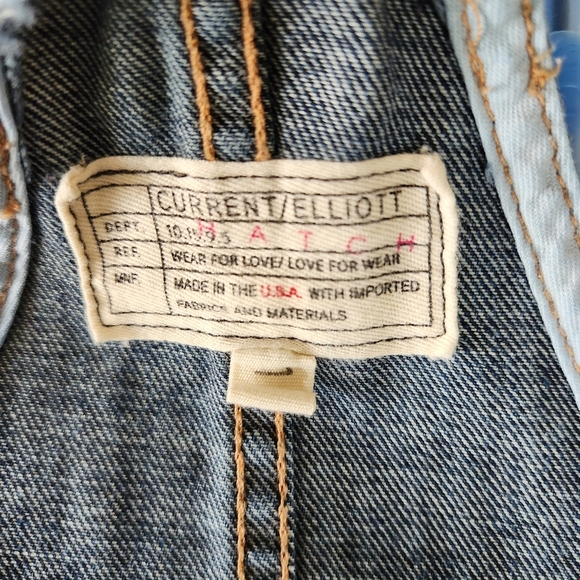 CURRENT/ELLIOTT
DEPT.
HATCH
REF. WEAR FOR LOVE/ LOVE FOR WEAR
MNF. MADE IN THE U.S.A. WITH IMPORTED
FABRICS AND MATERIALS
1